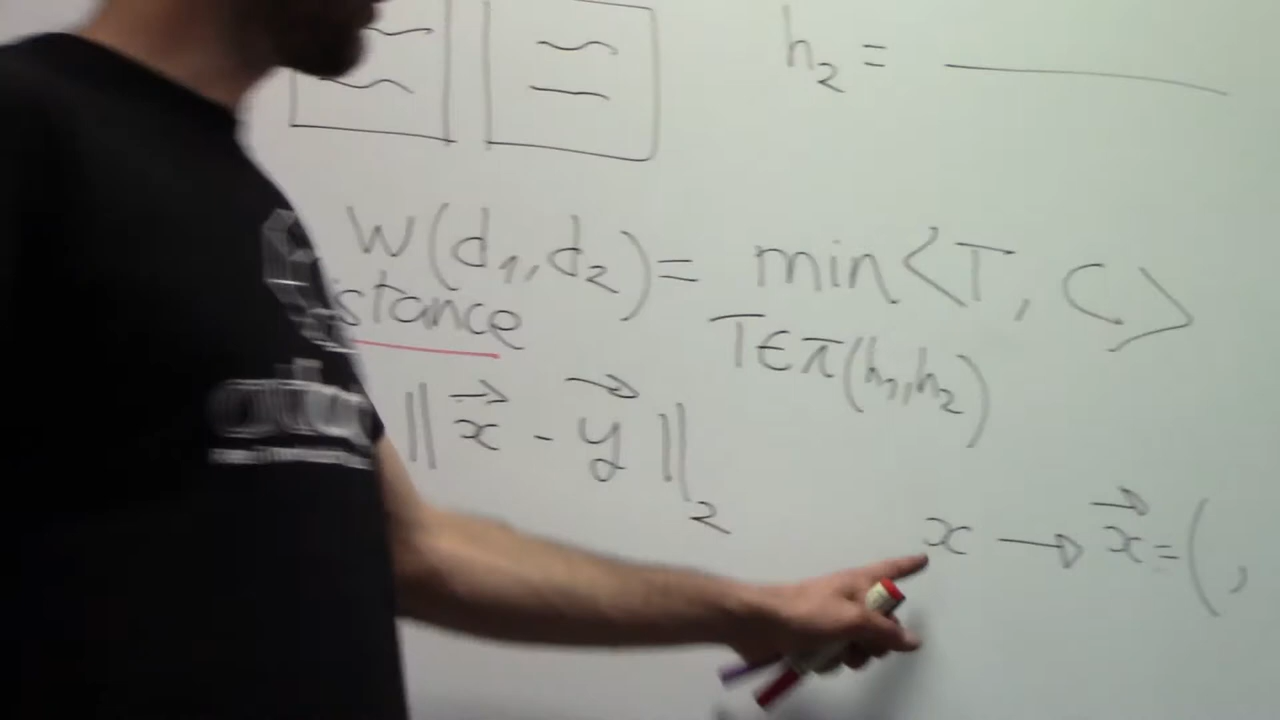 h₂ =
W(d₁,d₂) = min<T, C>
T∈π(h₁,h₂)
stance
‖x⃗ - y⃗‖₂
x → x⃗ = ( ,